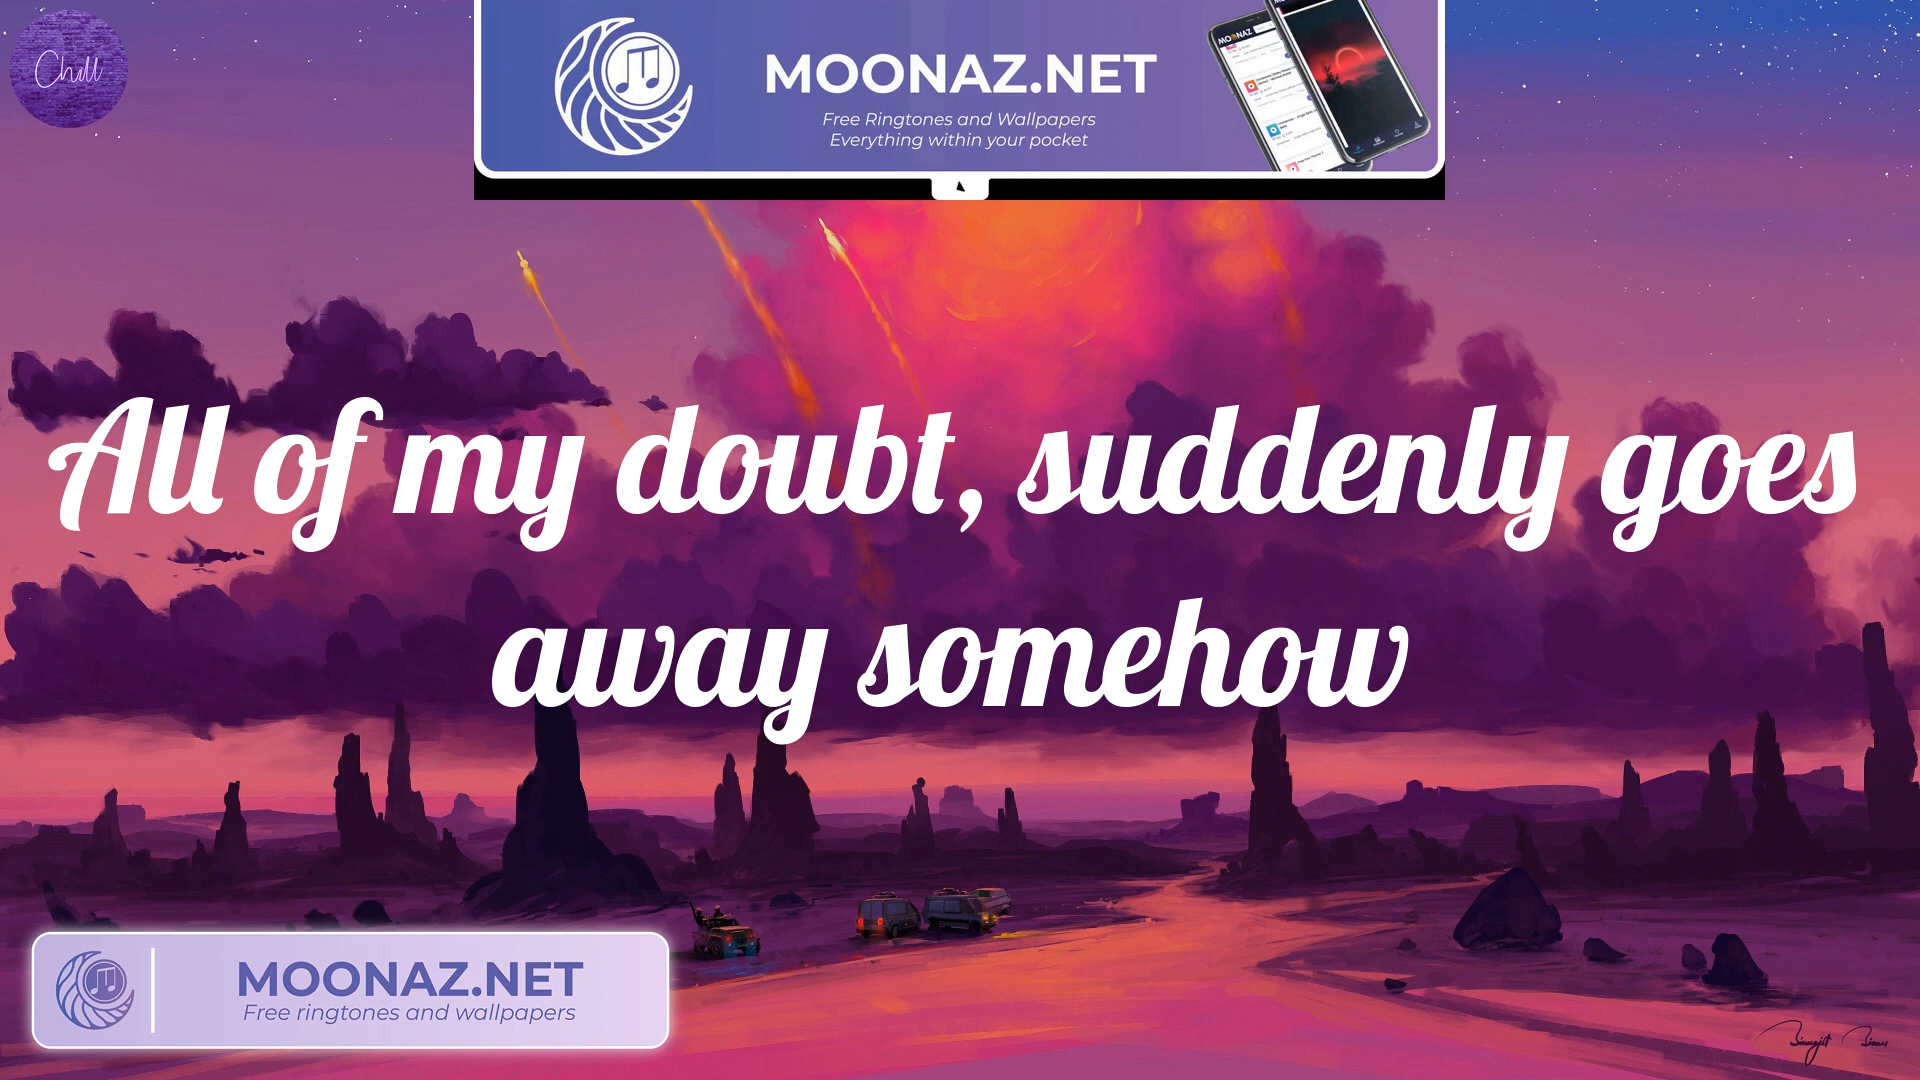 Chill
MOONAZ.NET
Free Ringtones and Wallpapers
Everything within your pocket
MOONAZ
All of my doubt, suddenly goes
away somehow
MOONAZ.NET
Free ringtones and wallpapers